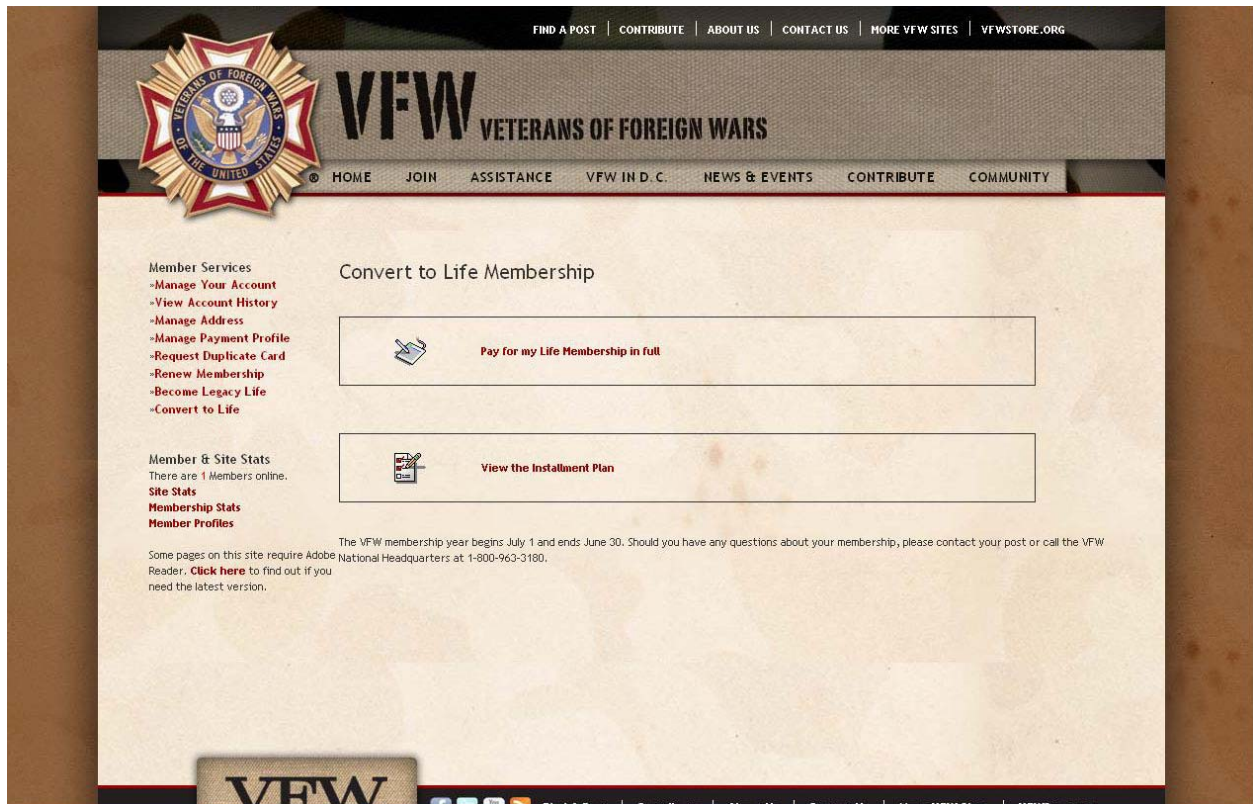 FIND A POST | CONTRIBUTE | ABOUT US | CONTACT US | MORE VFW SITES | VFWSTORE.ORG
VETERANS OF FOREIGN WARS
OF THE UNITED STATES
®
VFW VETERANS OF FOREIGN WARS
HOME JOIN ASSISTANCE VFW IN D.C. NEWS & EVENTS CONTRIBUTE COMMUNITY
Member Services
»Manage Your Account
»View Account History
»Manage Address
»Manage Payment Profile
»Request Duplicate Card
»Renew Membership
»Become Legacy Life
»Convert to Life
Member & Site Stats
There are 1 Members online.
Site Stats
Membership Stats
Member Profiles
Some pages on this site require Adobe
Reader. Click here to find out if you
need the latest version.
Convert to Life Membership
Pay for my Life Membership in full
View the Installment Plan
The VFW membership year begins July 1 and ends June 30. Should you have any questions about your membership, please contact your post or call the VFW
National Headquarters at 1-800-963-3180.
VFW